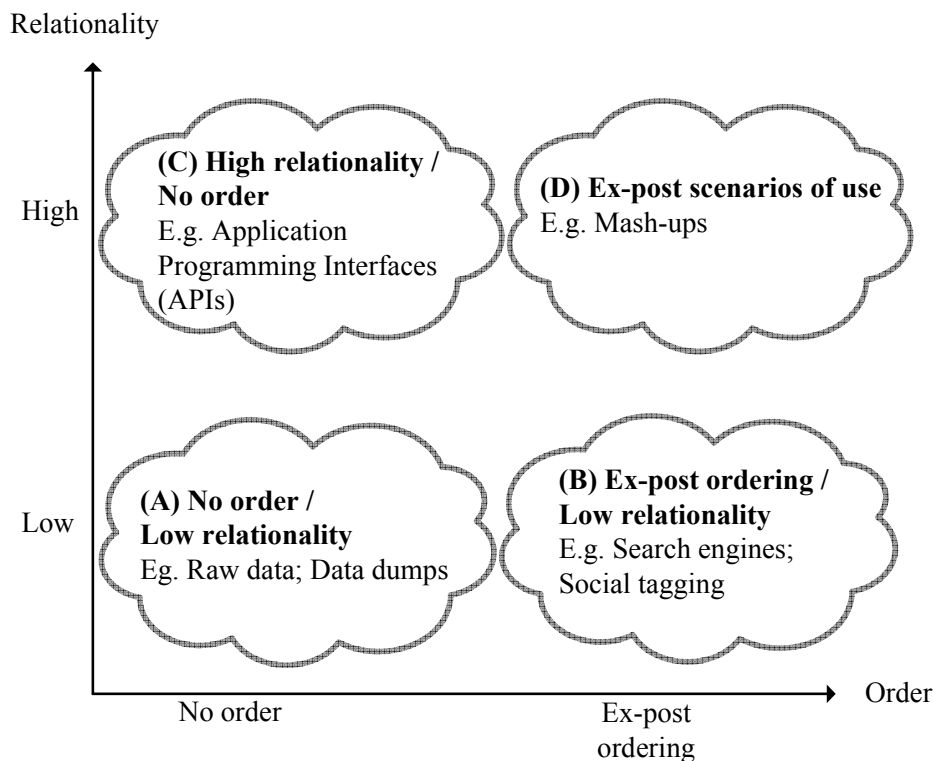 Relationality
High
(C) High relationality /
No order
E.g. Application
Programming Interfaces
(APIs)
(D) Ex-post scenarios of use
E.g. Mash-ups
Low
(A) No order /
Low relationality
Eg. Raw data; Data dumps
(B) Ex-post ordering /
Low relationality
E.g. Search engines;
Social tagging
No order
Ex-post
ordering
Order